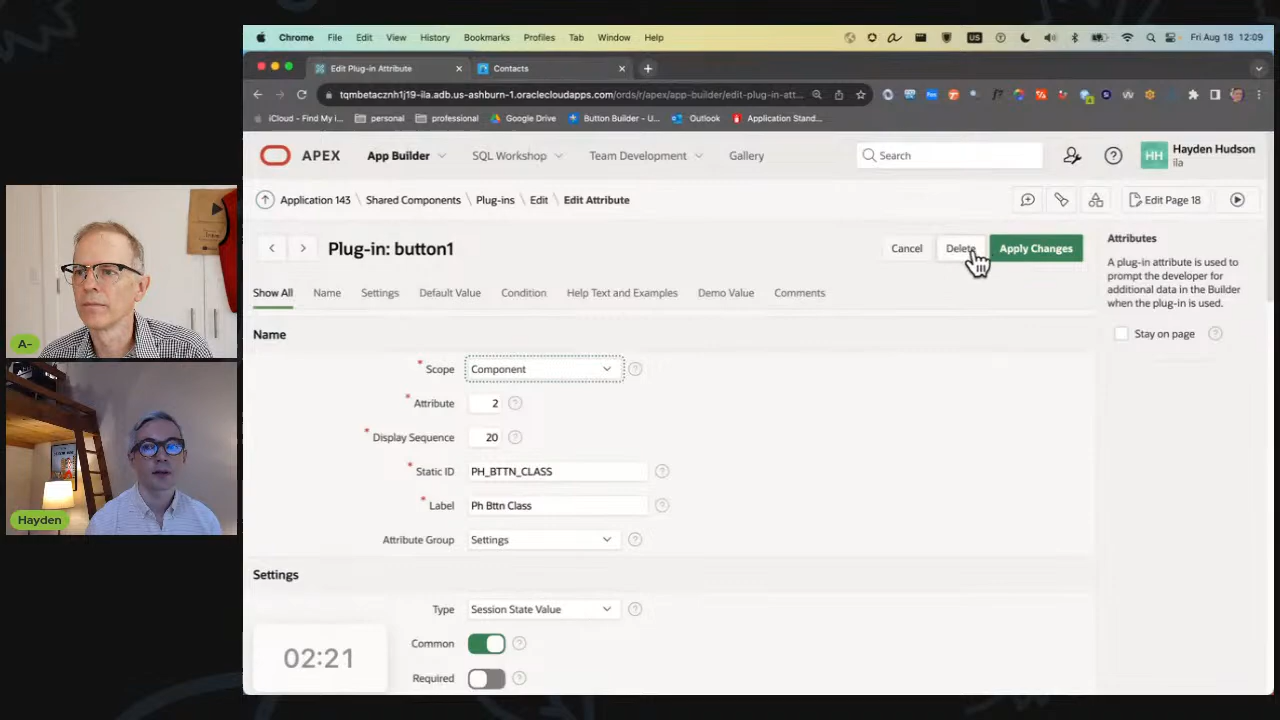 Chrome File Edit View History Bookmarks Profiles Tab Window Help
US Fri Aug 18 12:09
Edit Plug-in Attribute
Contacts
tqmbetacznh1j19-ila.adb.us-ashburn-1.oraclecloudapps.com/ords/r/apex/app-builder/edit-plug-in-att...
iCloud - Find My i... personal professional Google Drive Button Builder - U... Outlook Application Stand...
APEX App Builder SQL Workshop Team Development Gallery Search HH Hayden Hudson
ila
Application 143 \ Shared Components \ Plug-ins \ Edit \ Edit Attribute Edit Page 18
Plug-in: button1 Cancel Delete Apply Changes
Show All Name Settings Default Value Condition Help Text and Examples Demo Value Comments
Name
* Scope Component
* Attribute 2
* Display Sequence 20
* Static ID PH_BTTN_CLASS
* Label Ph Bttn Class
Attribute Group Settings
Settings
Type Session State Value
Common
Required
Attributes
A plug-in attribute is used to
prompt the developer for
additional data in the Builder
when the plug-in is used.
Stay on page
02:21
A-
Hayden